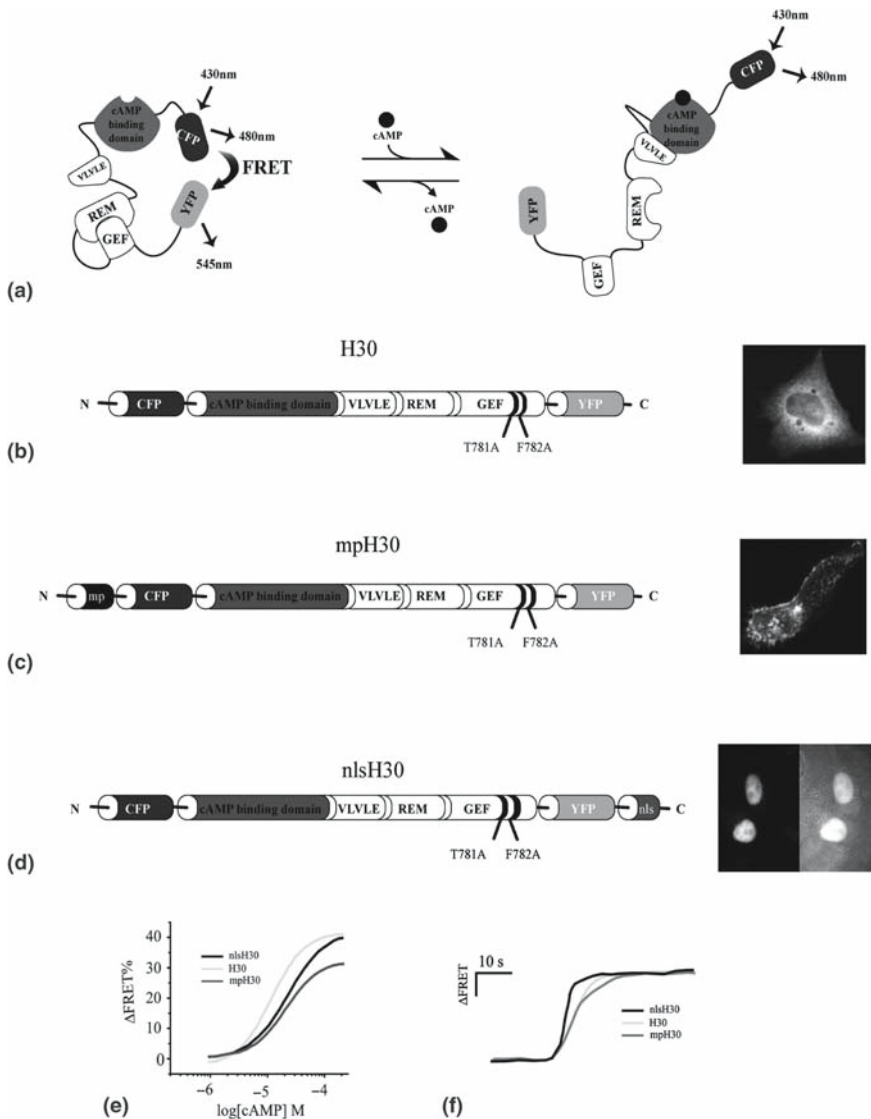 430nm
cAMP binding domain
CFP
480nm
FRET
VLVLE
REM
GEF
YFP
545nm
cAMP
cAMP
430nm
CFP
480nm
cAMP binding domain
VLVLE
REM
YFP
GEF
(a)
H30
N CFP cAMP binding domain VLVLE REM GEF YFP C
T781A F782A
(b)
mpH30
N mp CFP cAMP binding domain VLVLE REM GEF YFP C
T781A F782A
(c)
nlsH30
N CFP cAMP binding domain VLVLE REM GEF YFP nls C
T781A F782A
(d)
40
30
20
10
0
ΔFRET%
nlsH30
H30
mpH30
−6 −5 −4
log[cAMP] M
(e)
10 s
ΔFRET
nlsH30
H30
mpH30
(f)